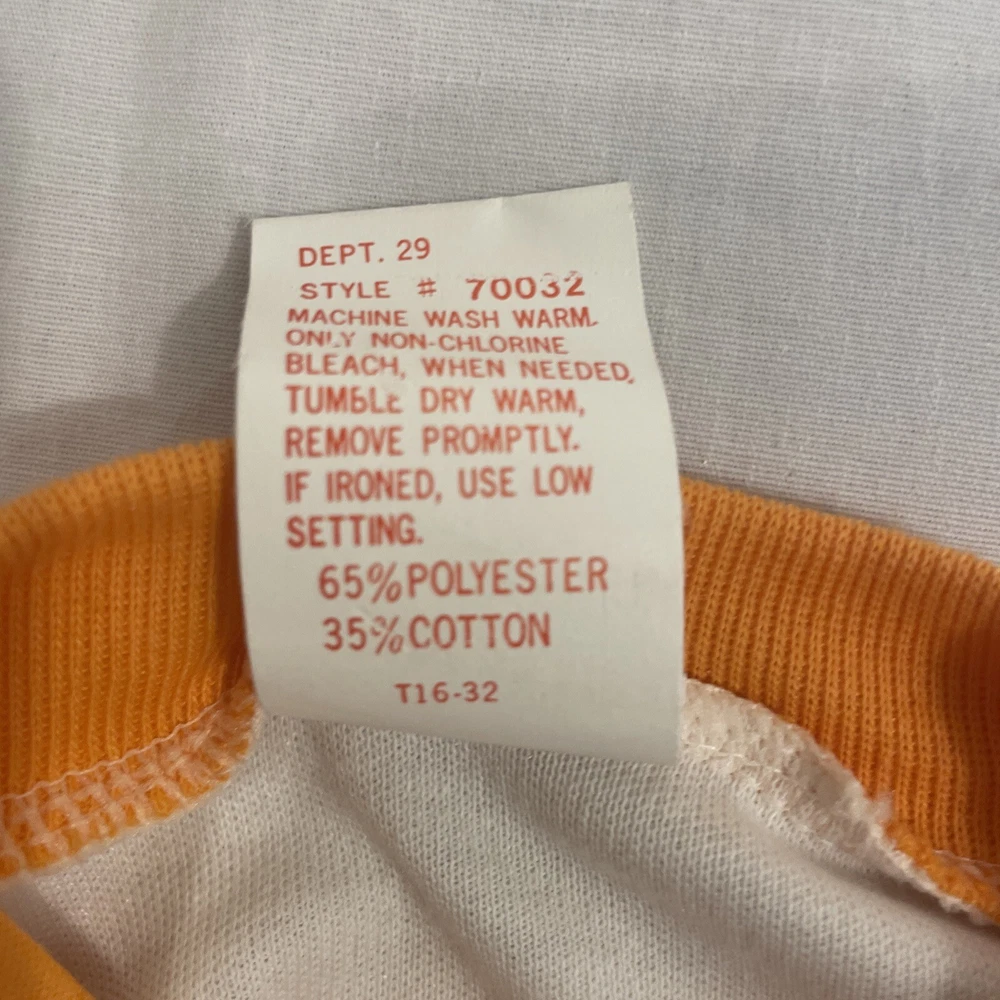 DEPT. 29
STYLE # 70032
MACHINE WASH WARM.
ONLY NON-CHLORINE
BLEACH, WHEN NEEDED,
TUMBLE DRY WARM,
REMOVE PROMPTLY.
IF IRONED, USE LOW
SETTING.
65% POLYESTER
35% COTTON
T16-32